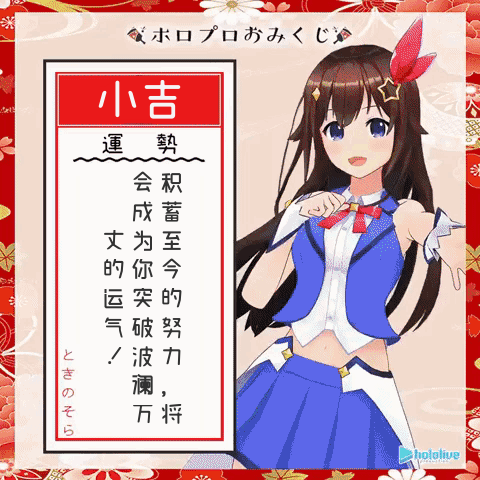 ホロプロおみくじ
小吉
運勢
积蓄至今的努力，将
会成为你突破波澜万
丈的运气！
ときのそら
hololive